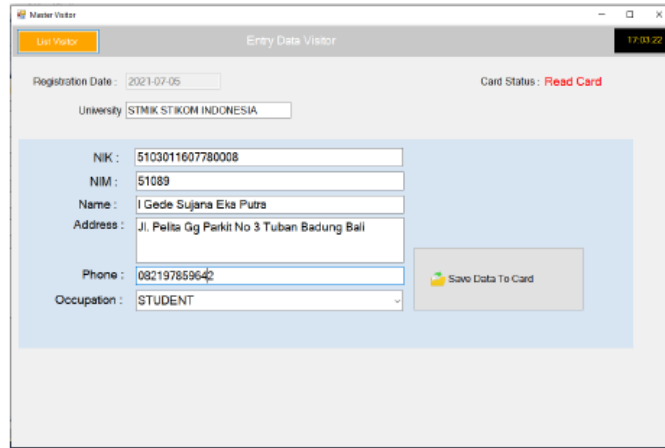 Master Visitor
List Visitor
Entry Data Visitor
17:03:22
Registration Date : 2021-07-05
Card Status : Read Card
University STMIK STIKOM INDONESIA
NIK : 5103011607780008
NIM : 51089
Name : I Gede Sujana Eka Putra
Address : Jl. Pelita Gg Parkit No 3 Tuban Badung Bali
Phone : 082197859642
Save Data To Card
Occupation : STUDENT